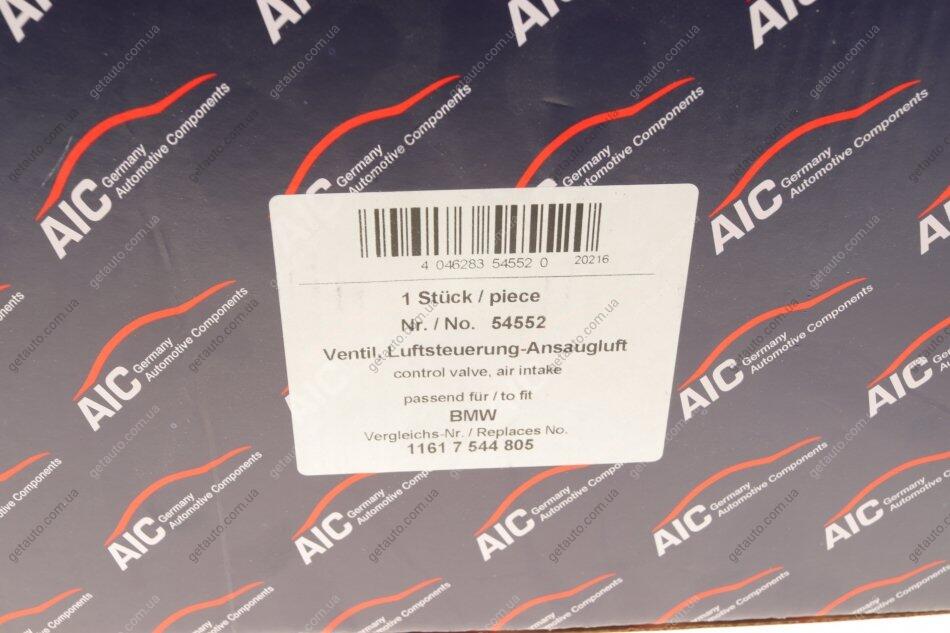 4 046283 54552 0 20216
1 Stück / piece
Nr. / No. 54552
Ventil, Luftsteuerung-Ansaugluft
control valve, air intake
passend für / to fit
BMW
Vergleichs-Nr. / Replaces No.
1161 7 544 805
AIC Germany
Automotive Components
getauto.com.ua